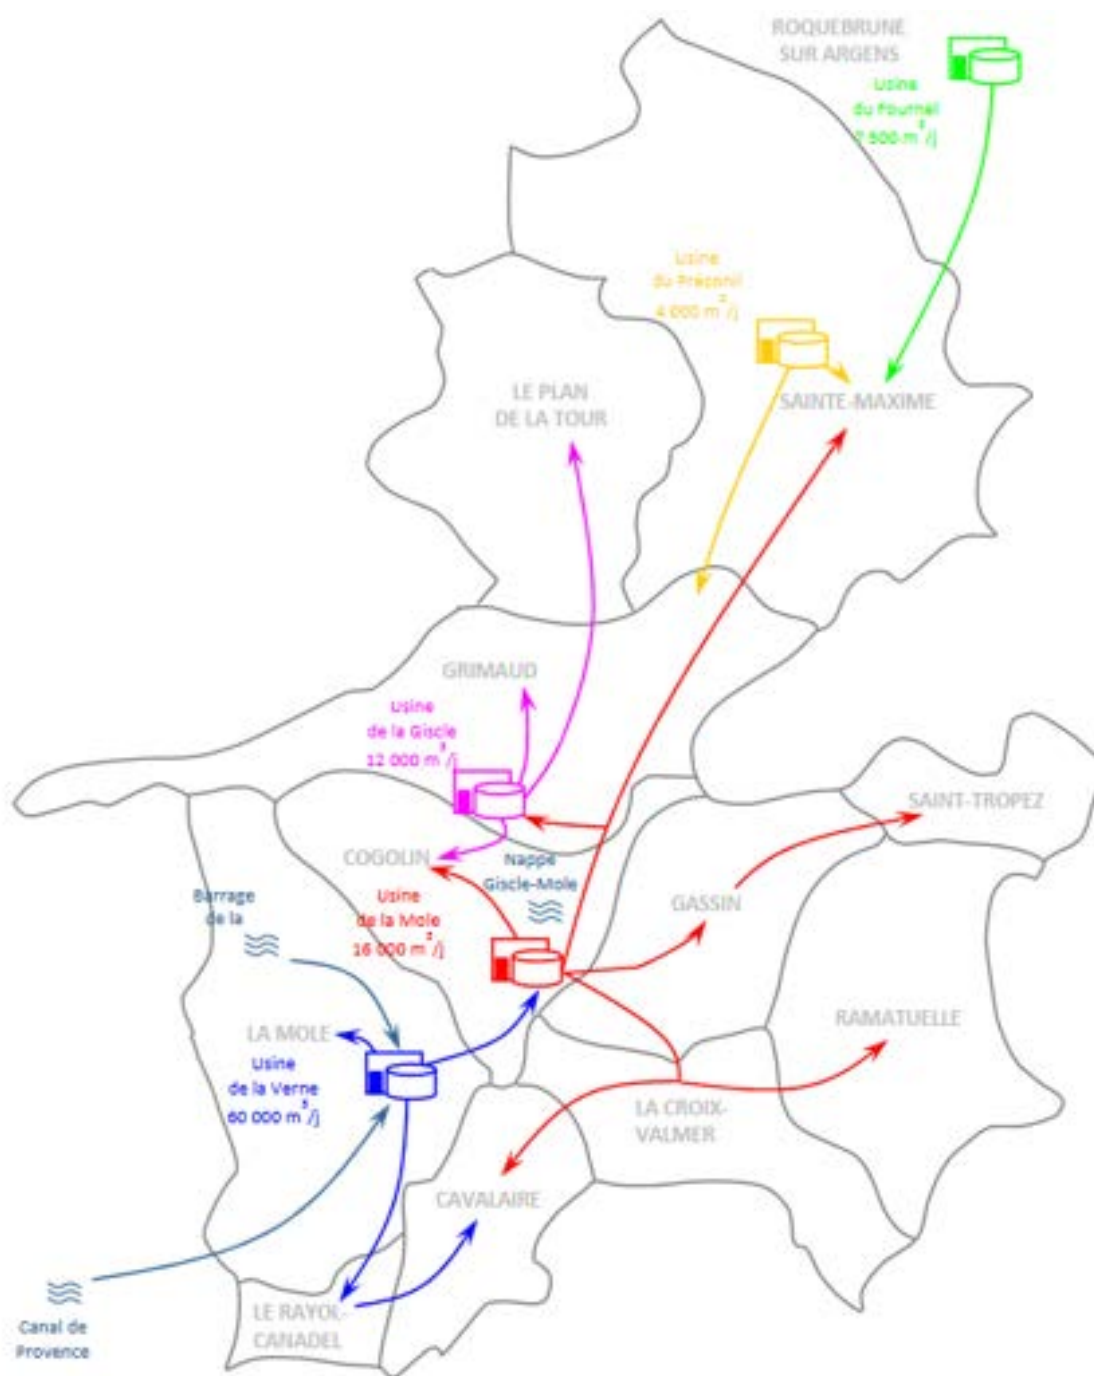 ROQUEBRUNE
SUR ARGENS
Usine
du Fournel
7 500 m³/j
Usine
du Préconil
4 000 m³/j
LE PLAN
DE LA TOUR
SAINTE-MAXIME
GRIMAUD
Usine
de la Giscle
12 000 m³/j
SAINT-TROPEZ
COGOLIN
Nappe
Giscle-Mole
Barrage
de la
Usine
de la Mole
16 000 m³/j
GASSIN
LA MOLE
RAMATUELLE
Usine
de la Verne
60 000 m³/j
LA CROIX-
VALMER
CAVALAIRE
LE RAYOL-
CANADEL
Canal de
Provence